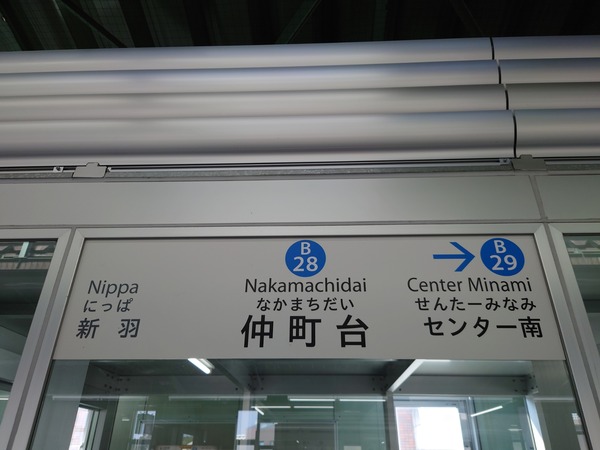 Nippa
にっぱ
新羽
B
28
Nakamachidai
なかまちだい
仲町台
→ B
29
Center Minami
せんたーみなみ
センター南